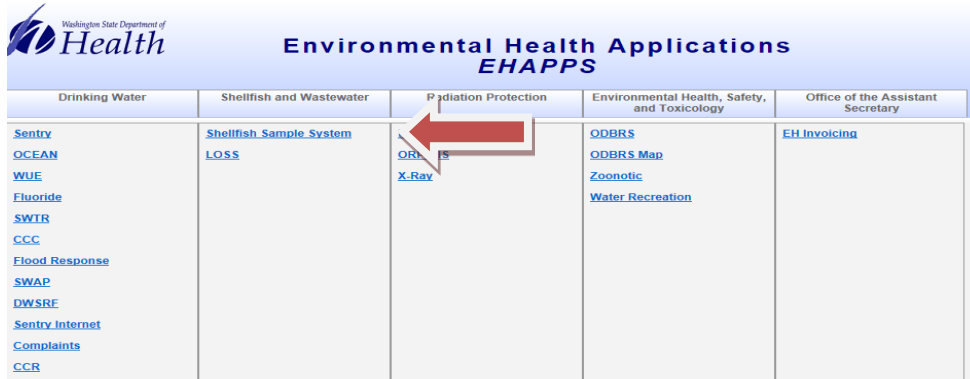 Washington State Department of
Health
Environmental Health Applications
EHAPPS
Drinking Water
Shellfish and Wastewater
Radiation Protection
Environmental Health, Safety,
and Toxicology
Office of the Assistant
Secretary
Sentry
OCEAN
WUE
Fluoride
SWTR
CCC
Flood Response
SWAP
DWSRF
Sentry Internet
Complaints
CCR
Shellfish Sample System
LOSS
X-Ray
ODBRS
ODBRS Map
Zoonotic
Water Recreation
EH Invoicing